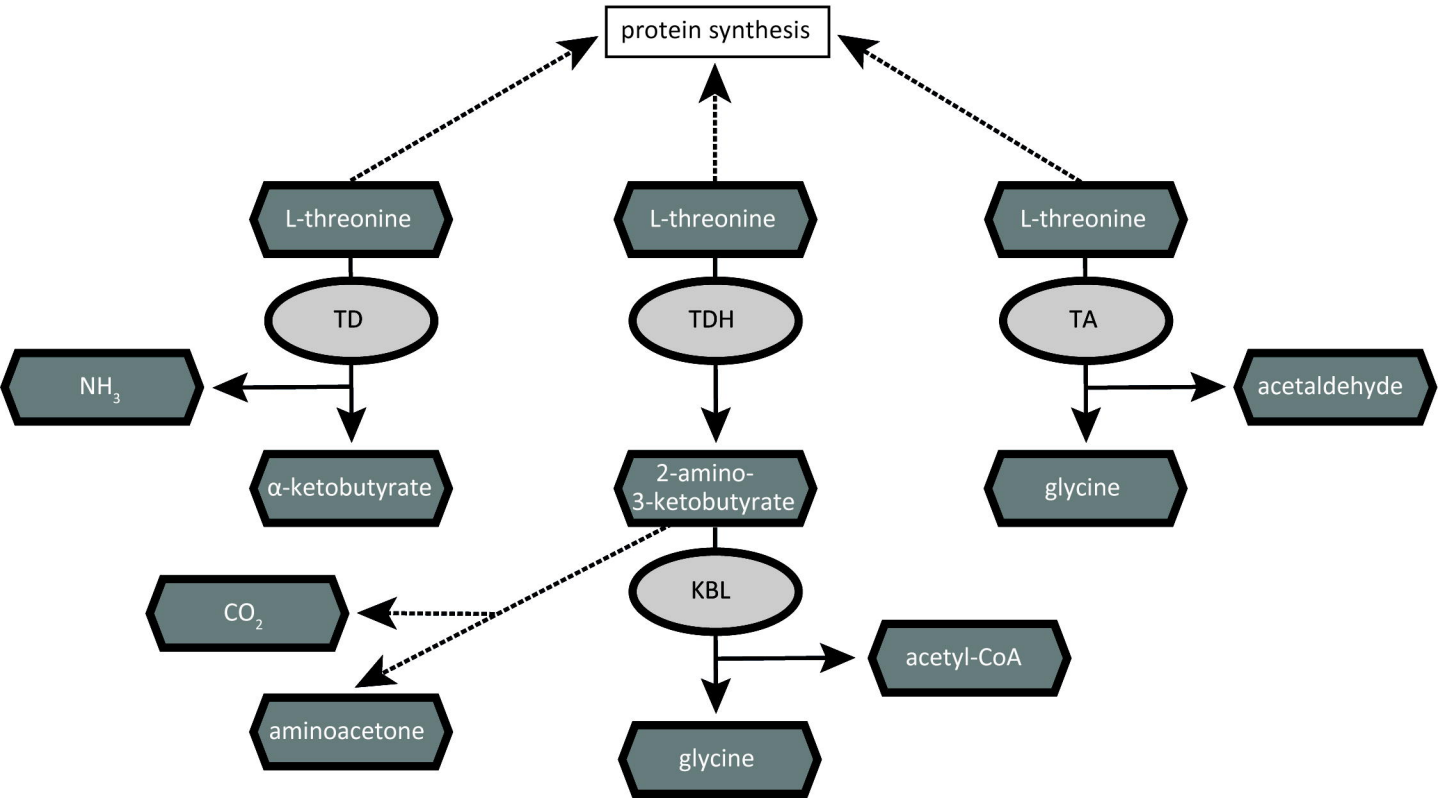 protein synthesis
L-threonine
L-threonine
L-threonine
TD
TDH
TA
NH₃
acetaldehyde
α-ketobutyrate
2-amino-
3-ketobutyrate
glycine
KBL
CO₂
acetyl-CoA
aminoacetone
glycine